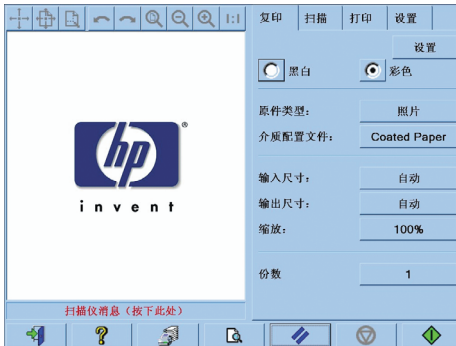 1:1
复印 扫描 打印 设置
设置
黑白 彩色
原件类型： 照片
介质配置文件： Coated Paper
hp
invent
输入尺寸： 自动
输出尺寸： 自动
缩放： 100%
份数 1
扫描仪消息（按下此处）